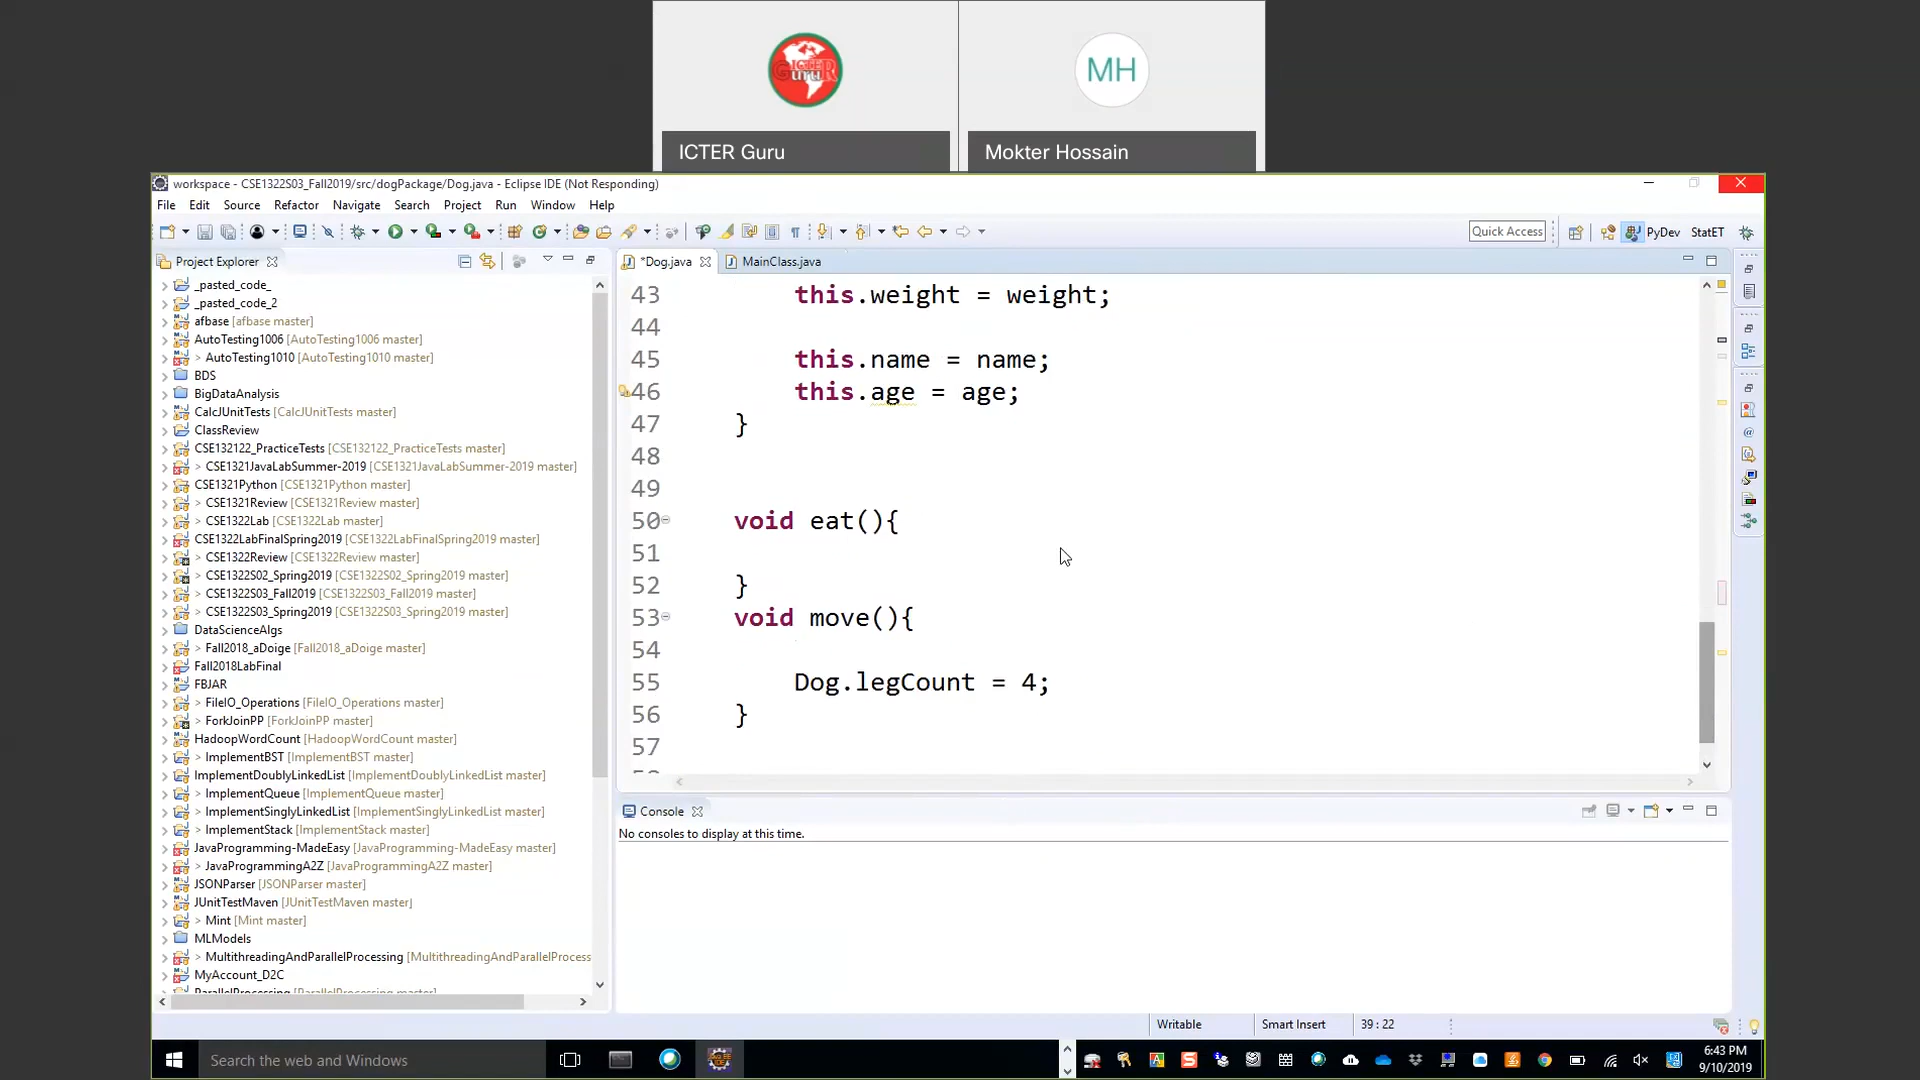 MH
ICTER Guru
Mokter Hossain
workspace - CSE1322S03_Fall2019/src/dogPackage/Dog.java - Eclipse IDE (Not Responding)
File Edit Source Refactor Navigate Search Project Run Window Help
Quick Access
PyDev
StatET
Project Explorer
*Dog.java
MainClass.java
_pasted_code_
_pasted_code_2
afbase [afbase master]
AutoTesting1006 [AutoTesting1006 master]
> AutoTesting1010 [AutoTesting1010 master]
BDS
BigDataAnalysis
CalcJUnitTests [CalcJUnitTests master]
ClassReview
CSE132122_PracticeTests [CSE132122_PracticeTests master]
> CSE1321JavaLabSummer-2019 [CSE1321JavaLabSummer-2019 master]
CSE1321Python [CSE1321Python master]
> CSE1321Review [CSE1321Review master]
> CSE1322Lab [CSE1322Lab master]
CSE1322LabFinalSpring2019 [CSE1322LabFinalSpring2019 master]
> CSE1322Review [CSE1322Review master]
> CSE1322S02_Spring2019 [CSE1322S02_Spring2019 master]
> CSE1322S03_Fall2019 [CSE1322S03_Fall2019 master]
> CSE1322S03_Spring2019 [CSE1322S03_Spring2019 master]
DataScienceAlgs
> Fall2018_aDoige [Fall2018_aDoige master]
Fall2018LabFinal
FBJAR
> FileIO_Operations [FileIO_Operations master]
> ForkJoinPP [ForkJoinPP master]
HadoopWordCount [HadoopWordCount master]
> ImplementBST [ImplementBST master]
ImplementDoublyLinkedList [ImplementDoublyLinkedList master]
> ImplementQueue [ImplementQueue master]
> ImplementSinglyLinkedList [ImplementSinglyLinkedList master]
> ImplementStack [ImplementStack master]
JavaProgramming-MadeEasy [JavaProgramming-MadeEasy master]
> JavaProgrammingA2Z [JavaProgrammingA2Z master]
JSONParser [JSONParser master]
JUnitTestMaven [JUnitTestMaven master]
> Mint [Mint master]
MLModels
> MultithreadingAndParallelProcessing [MultithreadingAndParallelProcess
MyAccount_D2C
ParallelProcessing [ParallelProcessing master]
43 this.weight = weight;
44
45 this.name = name;
46 this.age = age;
47 }
48
49
50 void eat(){
51
52 }
53 void move(){
54
55 Dog.legCount = 4;
56 }
57
Console
No consoles to display at this time.
Writable
Smart Insert
39 : 22
Search the web and Windows
6:43 PM
9/10/2019